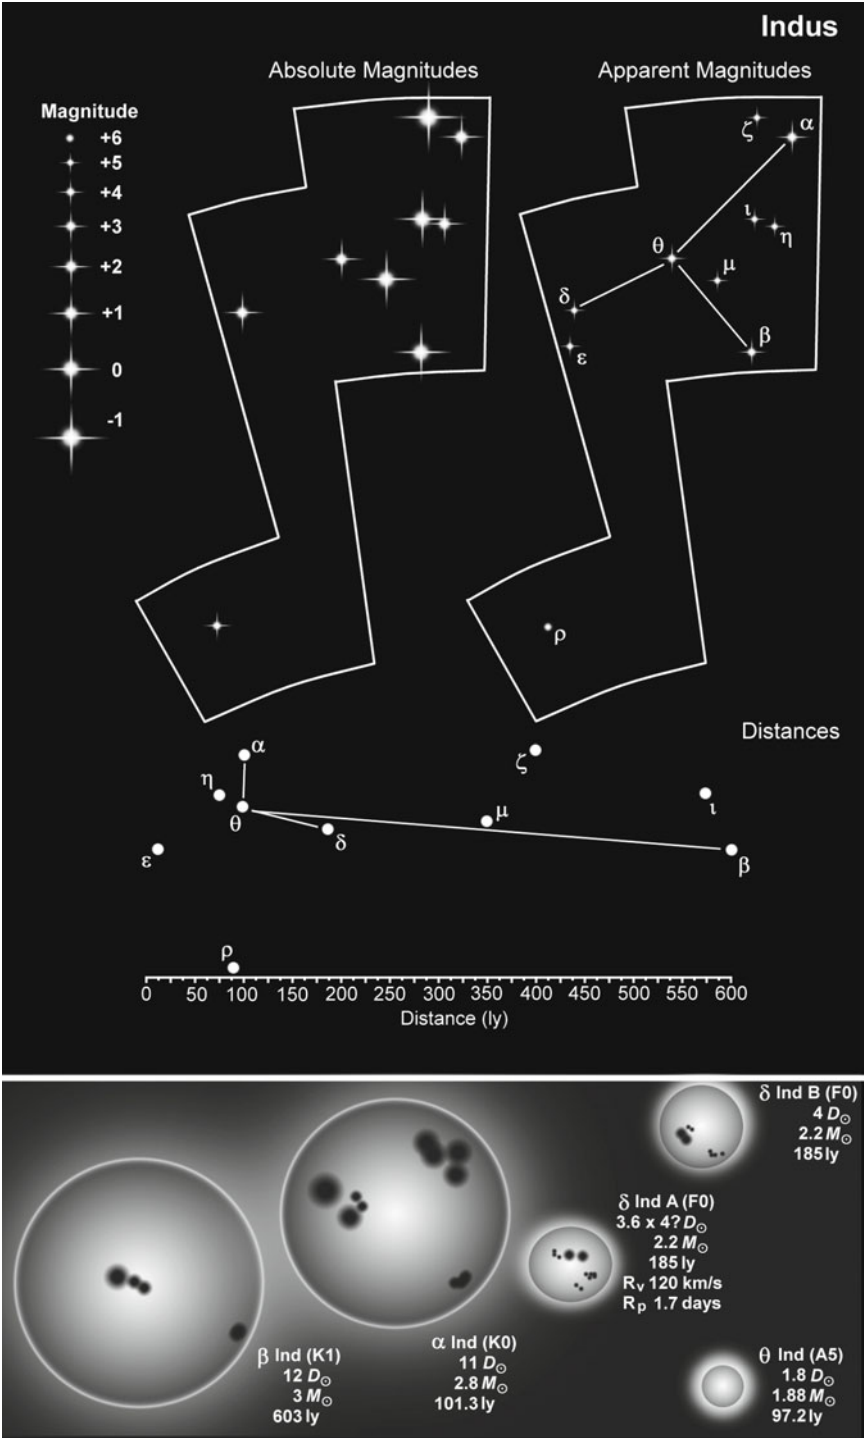 Indus
Absolute Magnitudes
Apparent Magnitudes
Magnitude
+6
+5
+4
+3
+2
+1
0
-1
ζ
α
ι
η
θ
μ
δ
β
ε
ρ
Distances
α
ζ
η
ι
θ
μ
δ
ε
β
ρ
0 50 100 150 200 250 300 350 400 450 500 550 600
Distance (ly)
δ Ind B (F0)
4 D⊙
2.2 M⊙
185 ly
δ Ind A (F0)
3.6 x 4? D⊙
2.2 M⊙
185 ly
Rv 120 km/s
Rp 1.7 days
β Ind (K1)
12 D⊙
3 M⊙
603 ly
α Ind (K0)
11 D⊙
2.8 M⊙
101.3 ly
θ Ind (A5)
1.8 D⊙
1.88 M⊙
97.2 ly